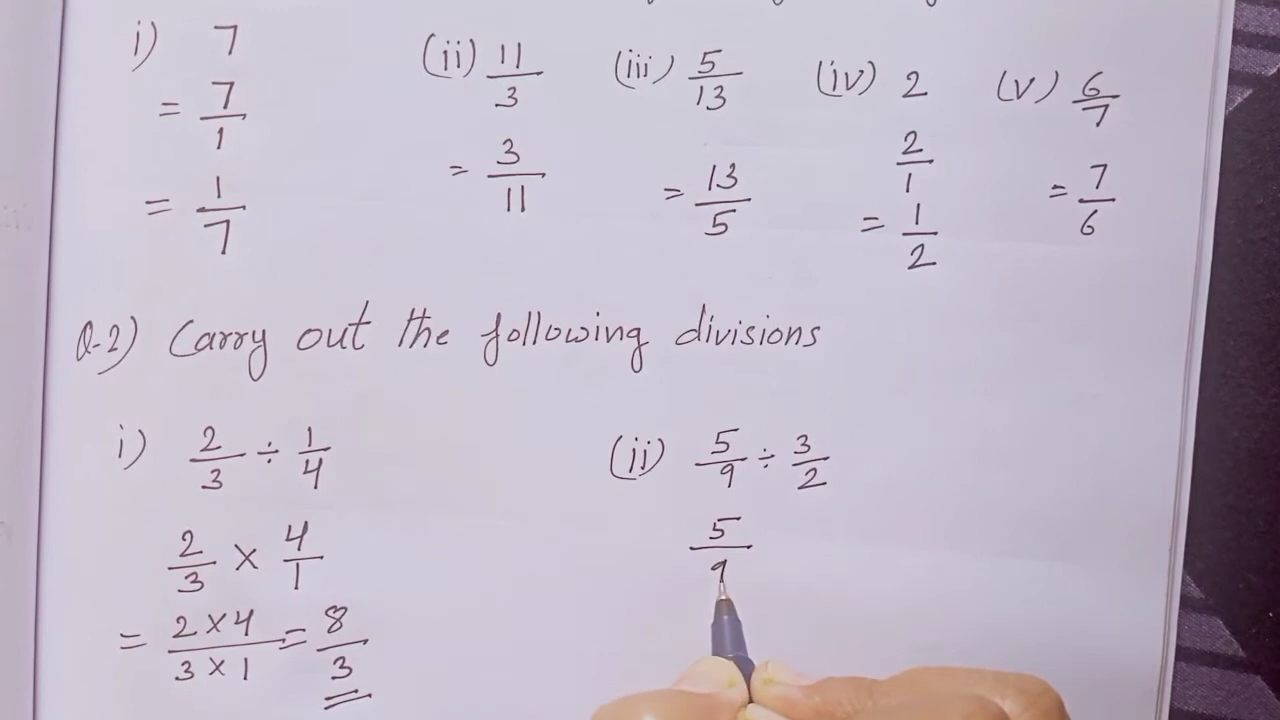 i) 7 (ii) 11/3 (iii) 5/13 (iv) 2 (v) 6/7
= 7/1 = 3/11 = 13/5 2/1 = 7/6
= 1/7 = 1/2
Q-2) Carry out the following divisions
i) 2/3 ÷ 1/4 (ii) 5/9 ÷ 3/2
2/3 × 4/1 5/9
= 2×4/3×1 = 8/3